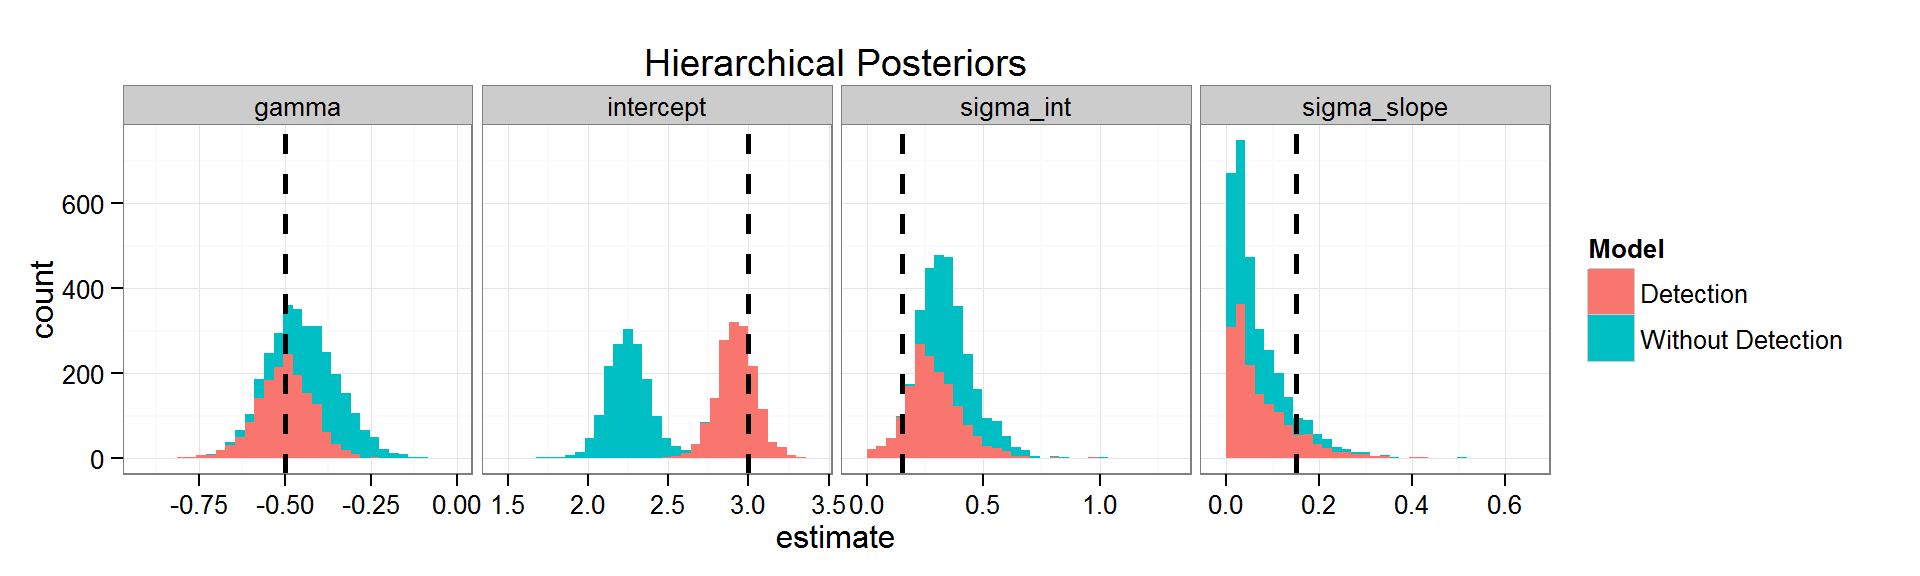 Hierarchical Posteriors
gamma intercept sigma_int sigma_slope
count
600
400
200
0
-0.75 -0.50 -0.25 0.00 1.5 2.0 2.5 3.0 3.5 0.0 0.5 1.0 0.0 0.2 0.4 0.6
estimate
Model
Detection
Without Detection